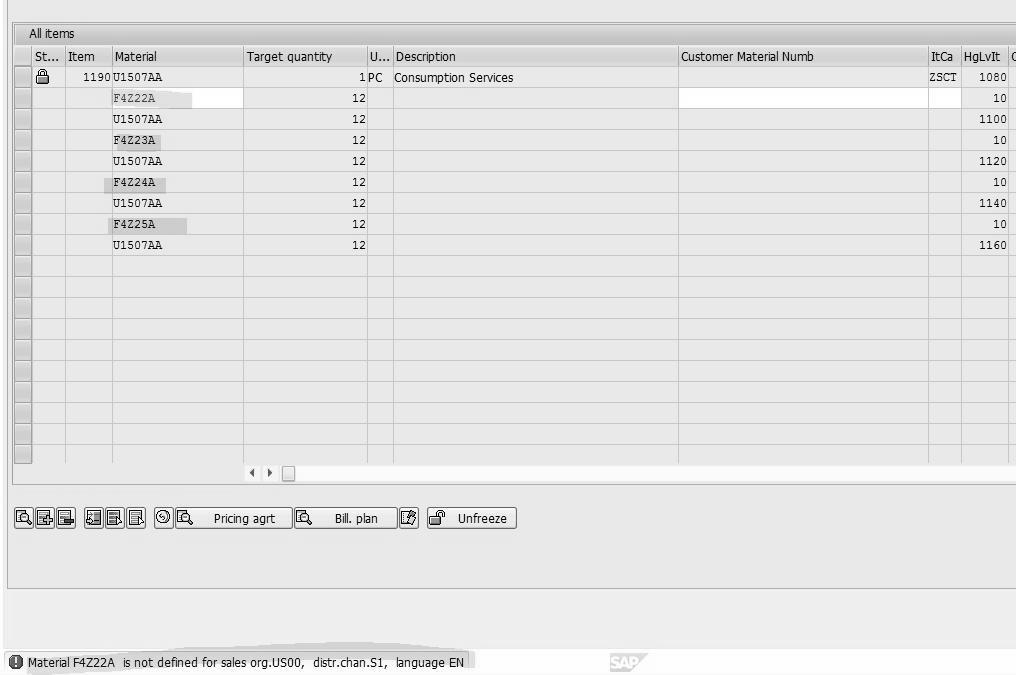 All items
St... Item Material Target quantity U... Description Customer Material Numb ItCa HgLvIt
1190 U1507AA 1 PC Consumption Services ZSCT 1080
F4Z22A 12 10
U1507AA 12 1100
F4Z23A 12 10
U1507AA 12 1120
F4Z24A 12 10
U1507AA 12 1140
F4Z25A 12 10
U1507AA 12 1160
Pricing agrt Bill. plan Unfreeze
Material F4Z22A is not defined for sales org.US00, distr.chan.S1, language EN SAP